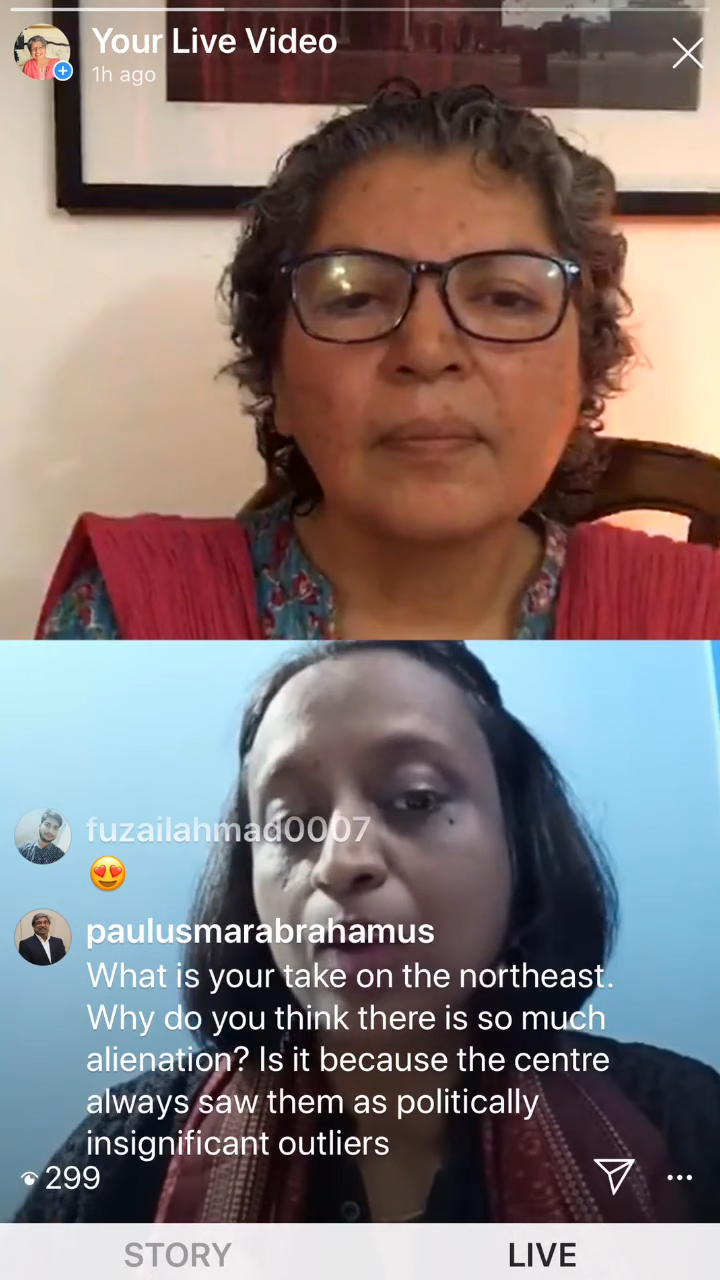 Your Live Video
1h ago
fuzailahmad0007
😍
paulusmarabrahamus
What is your take on the northeast.
Why do you think there is so much
alienation? Is it because the centre
always saw them as politically
insignificant outliers
299
STORY
LIVE